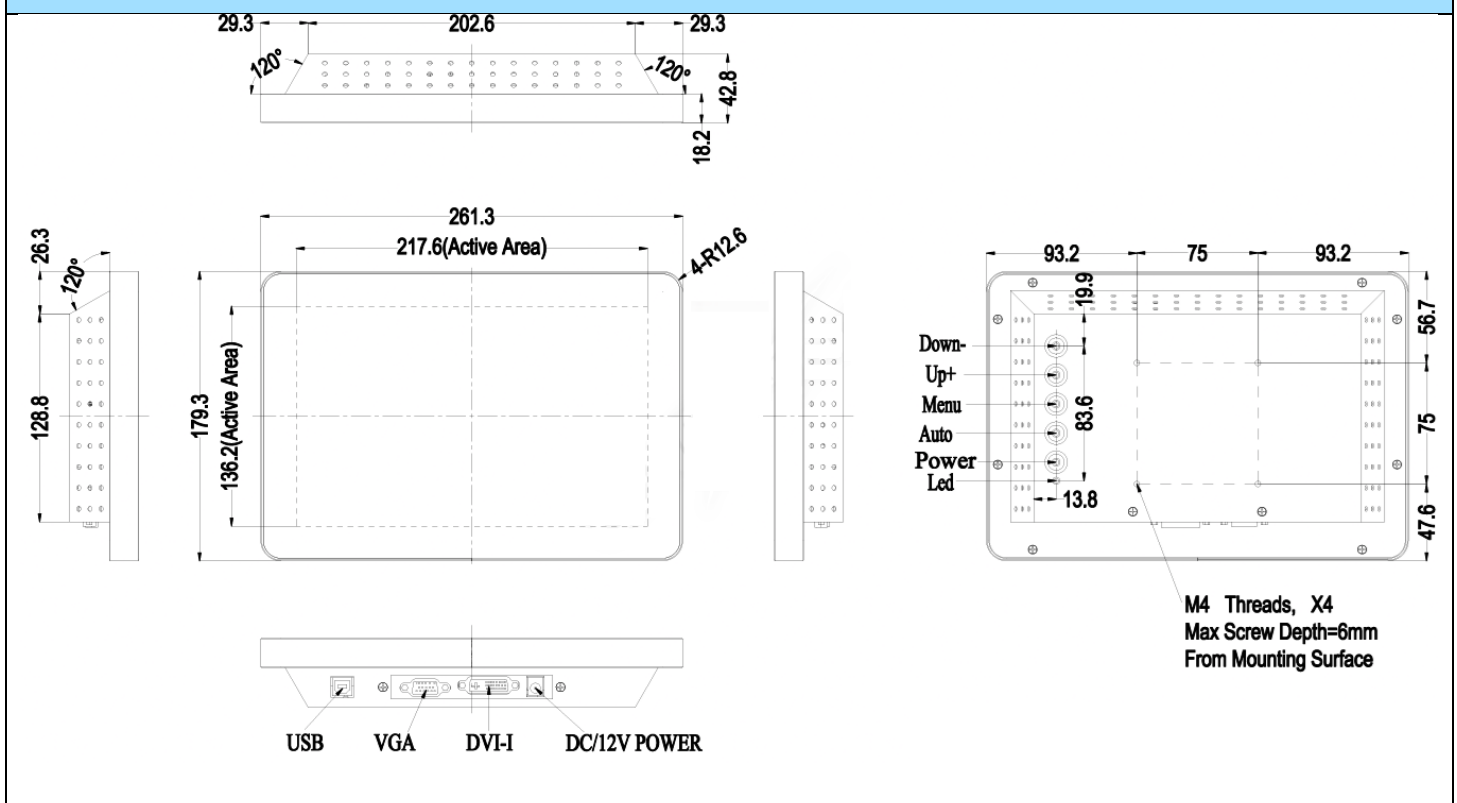 29.3 202.6 29.3
120° 120°
42.8
18.2
261.3
217.6(Active Area)
4-R12.6
26.3
120°
128.8
179.3
136.2(Active Area)
93.2 75 93.2
19.9
56.7
Down-
Up+
Menu
Auto
Power
Led
83.6
75
13.8
47.6
M4 Threads, X4
Max Screw Depth=6mm
From Mounting Surface
USB VGA DVI-I DC/12V POWER